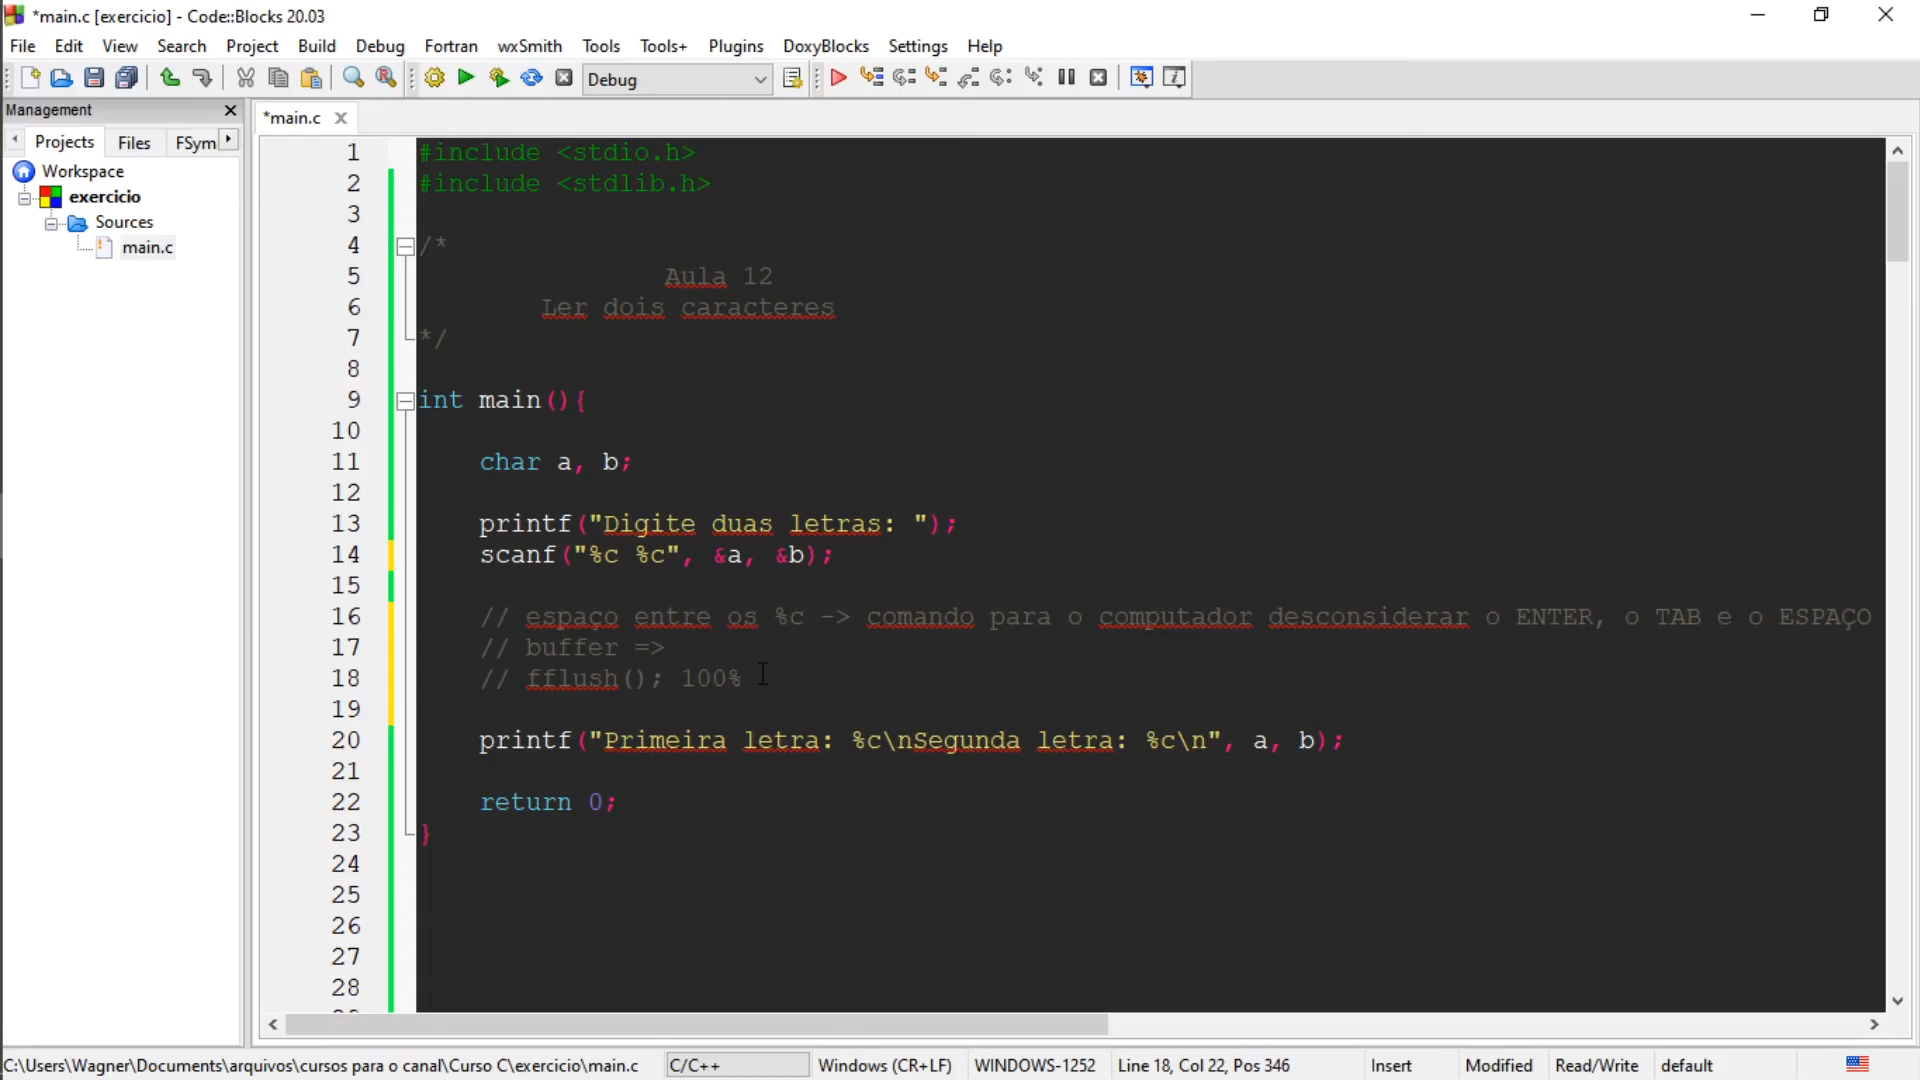 *main.c [exercicio] - Code::Blocks 20.03
File Edit View Search Project Build Debug Fortran wxSmith Tools Tools+ Plugins DoxyBlocks Settings Help
Debug
Management
Projects Files FSym
Workspace
exercicio
Sources
main.c
*main.c
1 #include <stdio.h>
2 #include <stdlib.h>
3
4 /*
5 Aula 12
6 Ler dois caracteres
7 */
8
9 int main(){
10
11 char a, b;
12
13 printf("Digite duas letras: ");
14 scanf("%c %c", &a, &b);
15
16 // espaço entre os %c -> comando para o computador desconsiderar o ENTER, o TAB e o ESPAÇO
17 // buffer =>
18 // fflush(); 100%
19
20 printf("Primeira letra: %c\nSegunda letra: %c\n", a, b);
21
22 return 0;
23 }
24
25
26
27
28
C:\Users\Wagner\Documents\arquivos\cursos para o canal\Curso C\exercicio\main.c C/C++ Windows (CR+LF) WINDOWS-1252 Line 18, Col 22, Pos 346 Insert Modified Read/Write default